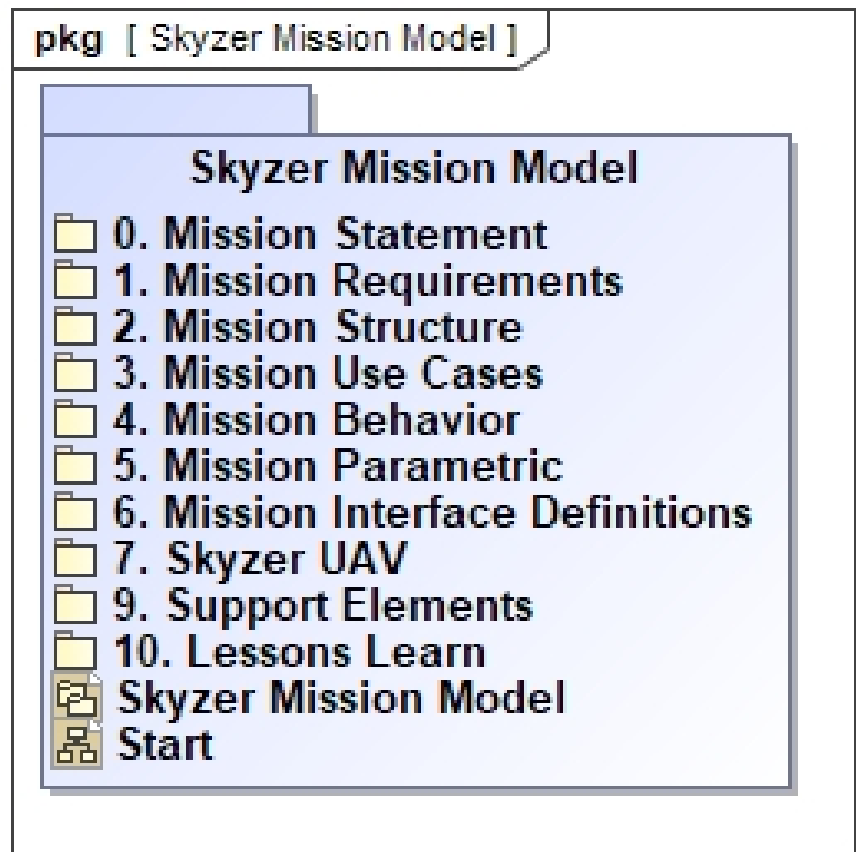 pkg [ Skyzer Mission Model ]
Skyzer Mission Model
0. Mission Statement
1. Mission Requirements
2. Mission Structure
3. Mission Use Cases
4. Mission Behavior
5. Mission Parametric
6. Mission Interface Definitions
7. Skyzer UAV
9. Support Elements
10. Lessons Learn
Skyzer Mission Model
Start